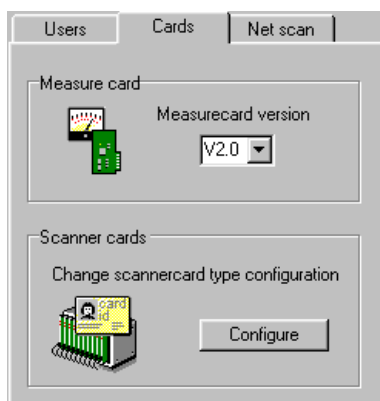 Users
Cards
Net scan
Measure card
Measurecard version
V2.0
Scanner cards
Change scannercard type configuration
card
id
Configure